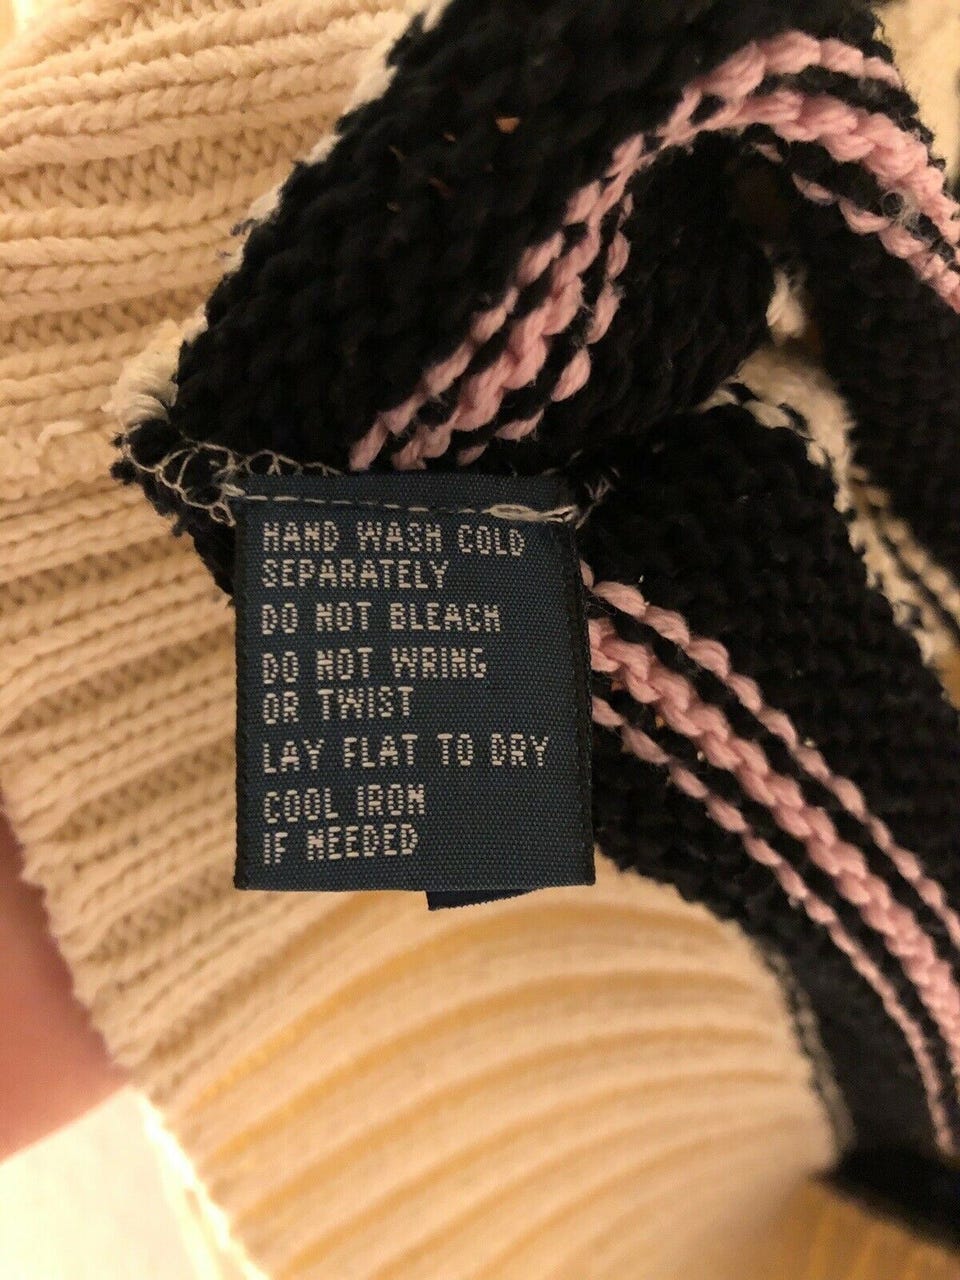 HAND WASH COLD
SEPARATELY
DO NOT BLEACH
DO NOT WRING
OR TWIST
LAY FLAT TO DRY
COOL IRON
IF NEEDED